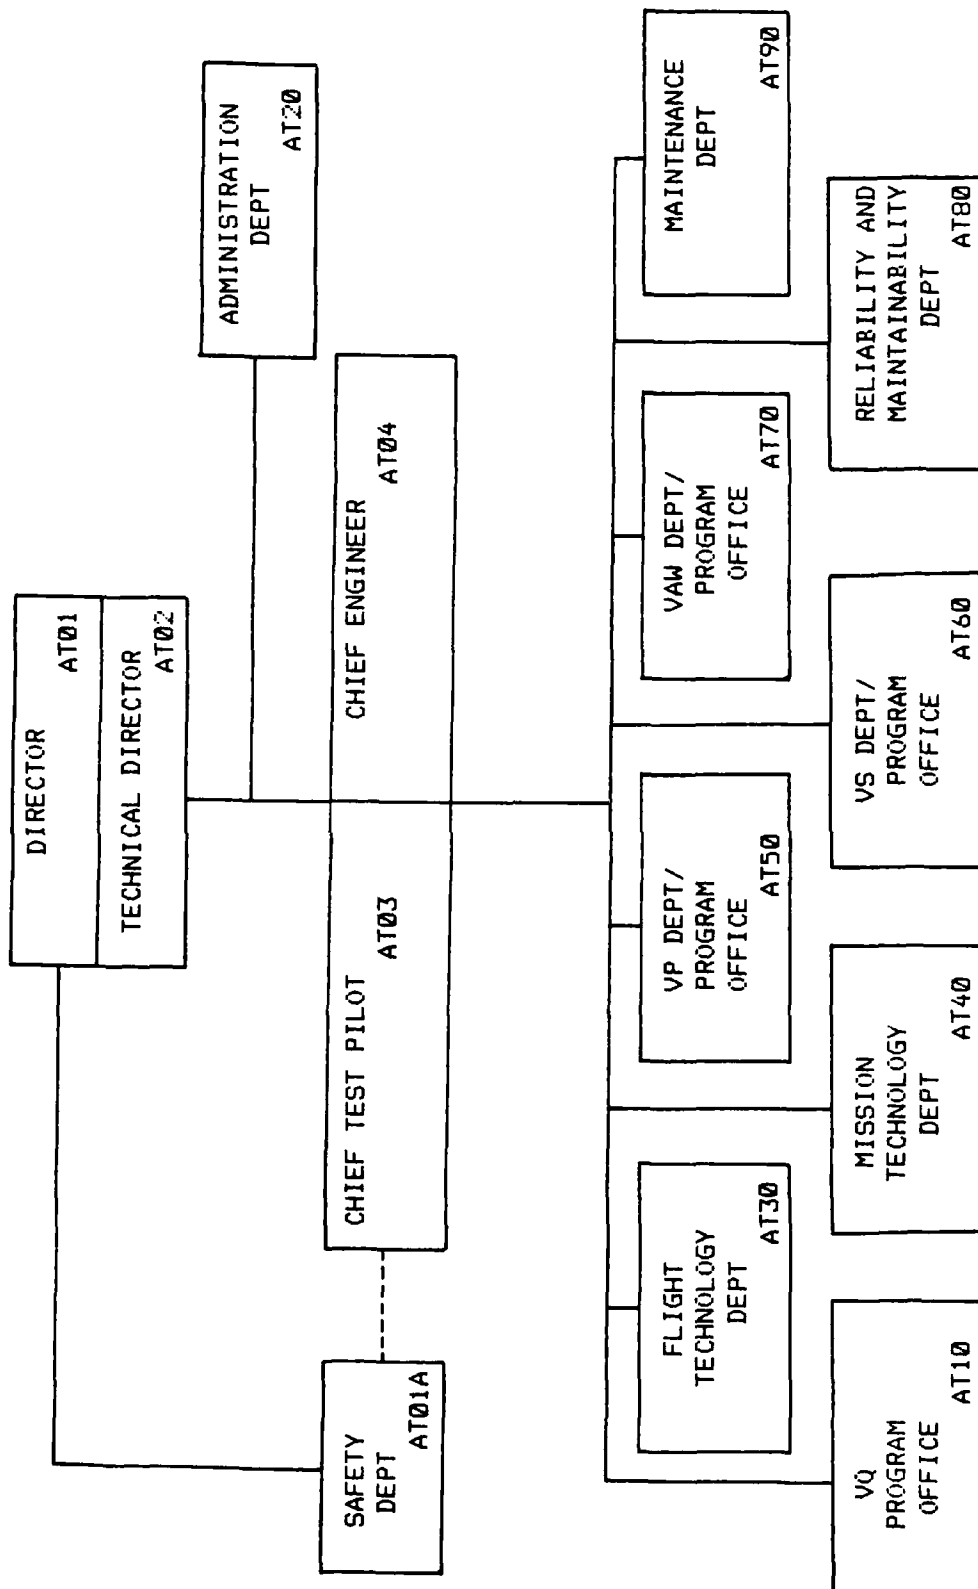 DIRECTOR
AT01
TECHNICAL DIRECTOR
AT02
ADMINISTRATION
DEPT
AT20
SAFETY
DEPT
AT01A
CHIEF TEST PILOT
AT03
CHIEF ENGINEER
AT04
FLIGHT
TECHNOLOGY
DEPT
AT30
VP DEPT/
PROGRAM
OFFICE
AT50
VAW DEPT/
PROGRAM
OFFICE
AT70
MAINTENANCE
DEPT
AT90
VQ
PROGRAM
OFFICE
AT10
MISSION
TECHNOLOGY
DEPT
AT40
VS DEPT/
PROGRAM
OFFICE
AT60
RELIABILITY AND
MAINTAINABILITY
DEPT
AT80